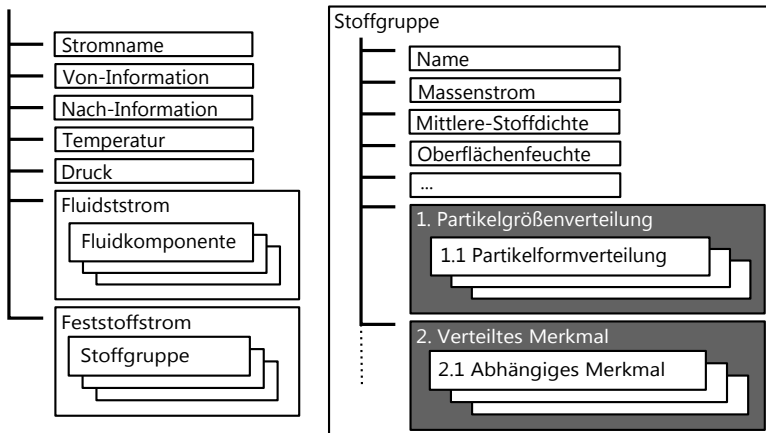 Stromname
Von-Information
Nach-Information
Temperatur
Druck
Fluidststrom
Fluidkomponente
Feststoffstrom
Stoffgruppe
Stoffgruppe
Name
Massenstrom
Mittlere-Stoffdichte
Oberflächenfeuchte
...
1. Partikelgrößenverteilung
1.1 Partikelformverteilung
2. Verteiltes Merkmal
2.1 Abhängiges Merkmal